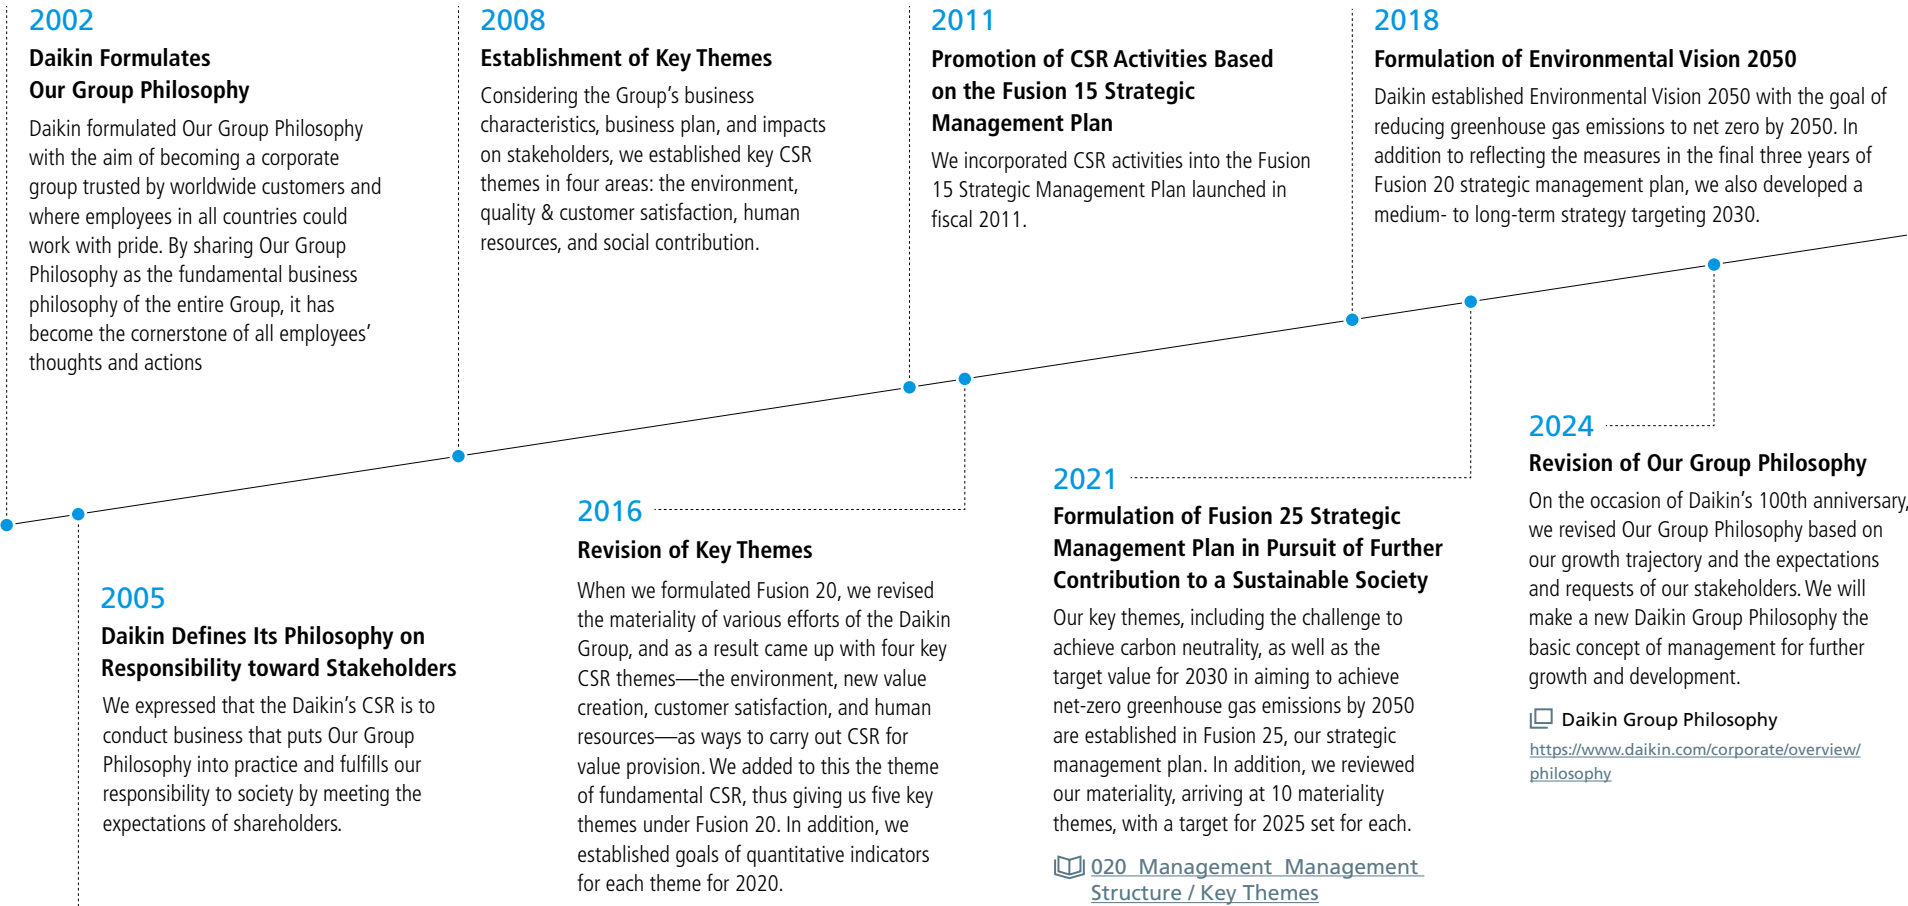 2002
Daikin Formulates
Our Group Philosophy
Daikin formulated Our Group Philosophy
with the aim of becoming a corporate
group trusted by worldwide customers and
where employees in all countries could
work with pride. By sharing Our Group
Philosophy as the fundamental business
philosophy of the entire Group, it has
become the cornerstone of all employees’
thoughts and actions
2008
Establishment of Key Themes
Considering the Group’s business
characteristics, business plan, and impacts
on stakeholders, we established key CSR
themes in four areas: the environment,
quality & customer satisfaction, human
resources, and social contribution.
2011
Promotion of CSR Activities Based
on the Fusion 15 Strategic
Management Plan
We incorporated CSR activities into the Fusion
15 Strategic Management Plan launched in
fiscal 2011.
2018
Formulation of Environmental Vision 2050
Daikin established Environmental Vision 2050 with the goal of
reducing greenhouse gas emissions to net zero by 2050. In
addition to reflecting the measures in the final three years of
Fusion 20 strategic management plan, we also developed a
medium- to long-term strategy targeting 2030.
2005
Daikin Defines Its Philosophy on
Responsibility toward Stakeholders
We expressed that the Daikin’s CSR is to
conduct business that puts Our Group
Philosophy into practice and fulfills our
responsibility to society by meeting the
expectations of shareholders.
2016
Revision of Key Themes
When we formulated Fusion 20, we revised
the materiality of various efforts of the Daikin
Group, and as a result came up with four key
CSR themes—the environment, new value
creation, customer satisfaction, and human
resources—as ways to carry out CSR for
value provision. We added to this the theme
of fundamental CSR, thus giving us five key
themes under Fusion 20. In addition, we
established goals of quantitative indicators
for each theme for 2020.
2021
Formulation of Fusion 25 Strategic
Management Plan in Pursuit of Further
Contribution to a Sustainable Society
Our key themes, including the challenge to
achieve carbon neutrality, as well as the
target value for 2030 in aiming to achieve
net-zero greenhouse gas emissions by 2050
are established in Fusion 25, our strategic
management plan. In addition, we reviewed
our materiality, arriving at 10 materiality
themes, with a target for 2025 set for each.
020 Management Management
Structure / Key Themes
2024
Revision of Our Group Philosophy
On the occasion of Daikin’s 100th anniversary,
we revised Our Group Philosophy based on
our growth trajectory and the expectations
and requests of our stakeholders. We will
make a new Daikin Group Philosophy the
basic concept of management for further
growth and development.
Daikin Group Philosophy
https://www.daikin.com/corporate/overview/
philosophy